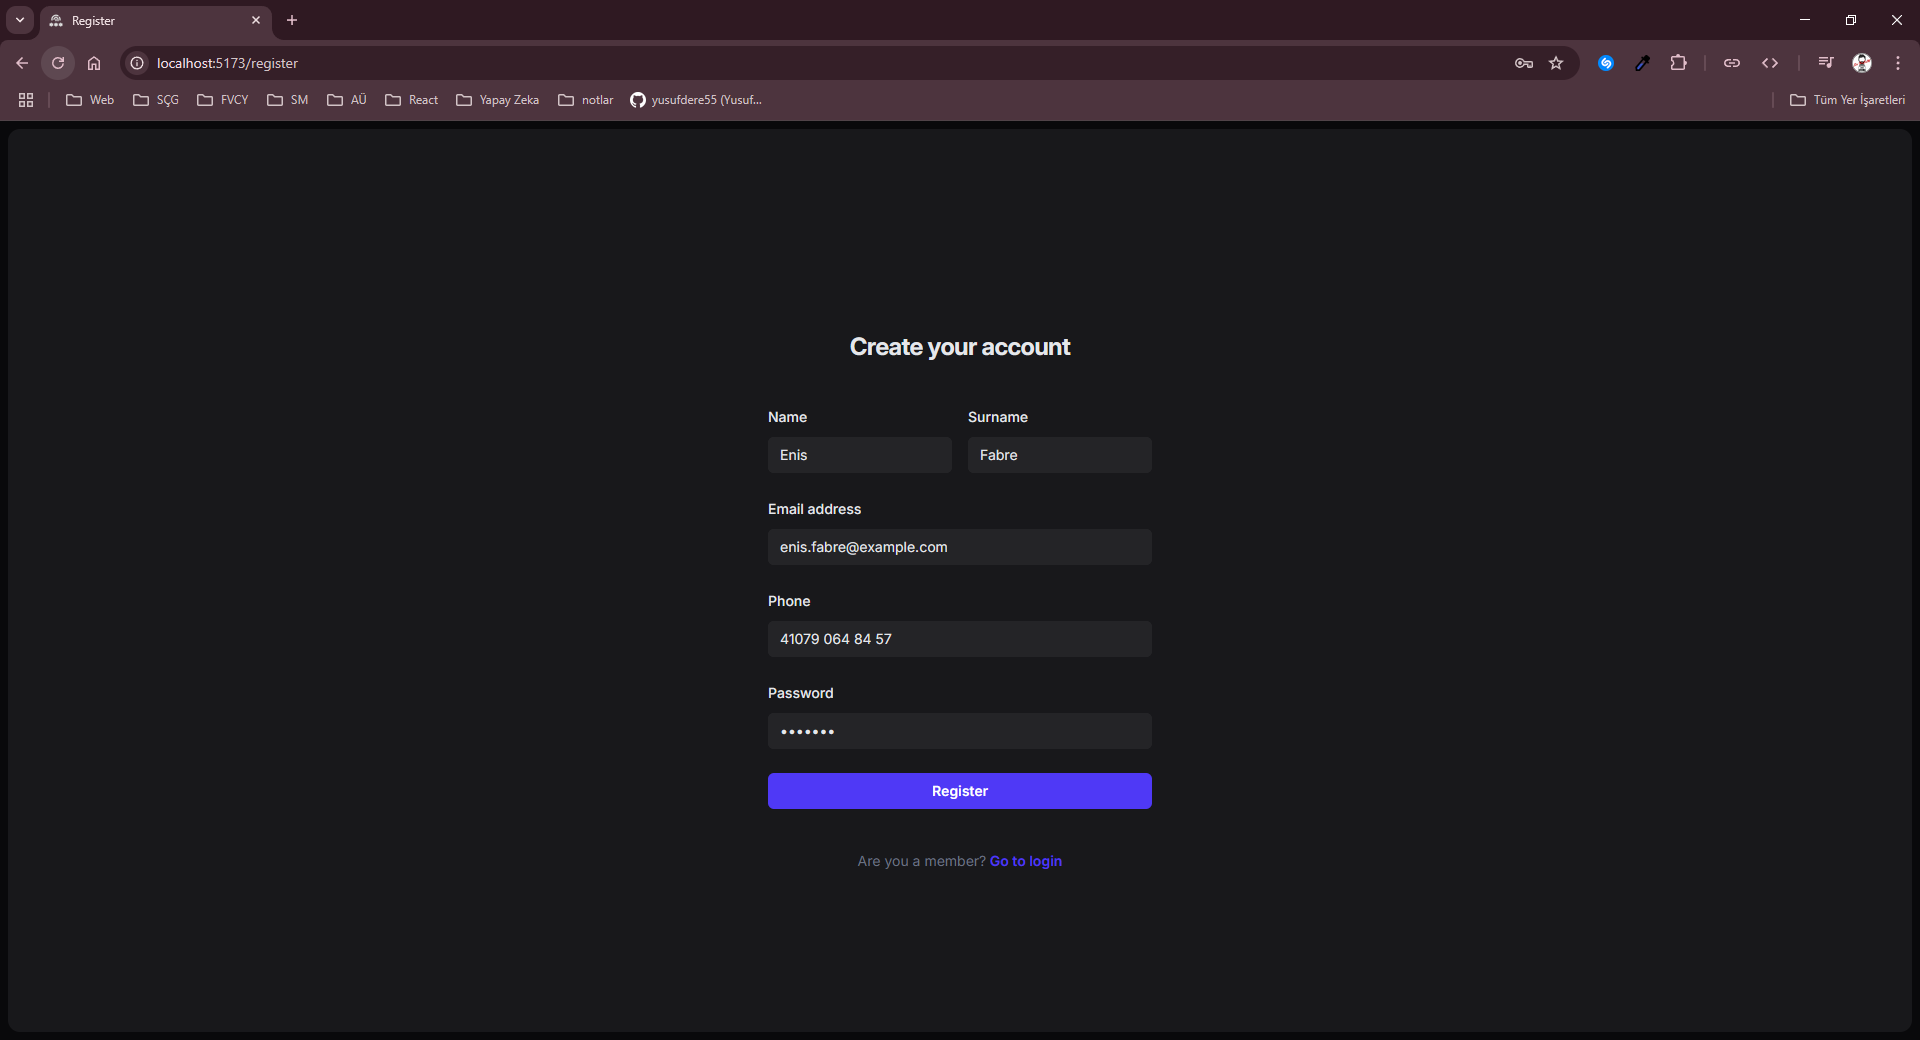 Register
localhost:5173/register
Web SÇG FVCY SM AÜ React Yapay Zeka notlar yusufdere55 (Yusuf... Tüm Yer İşaretleri
Create your account
Name Surname
Enis Fabre
Email address
enis.fabre@example.com
Phone
41079 064 84 57
Password
•••••••
Register
Are you a member? Go to login